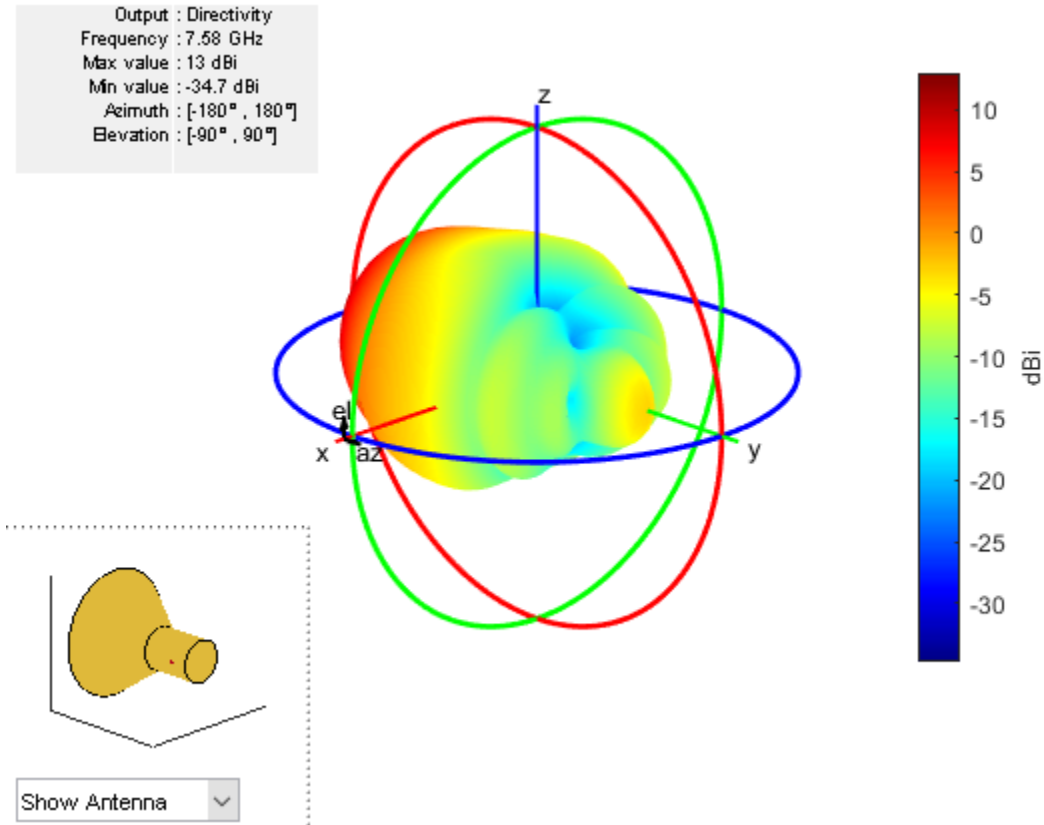 Output : Directivity
Frequency : 7.58 GHz
Max value : 13 dBi
Min value : -34.7 dBi
Azimuth : [-180° , 180°]
Elevation : [-90° , 90°]
z
10
5
0
-5
-10
-15
-20
-25
-30
dBi
el
x
az
y
Show Antenna